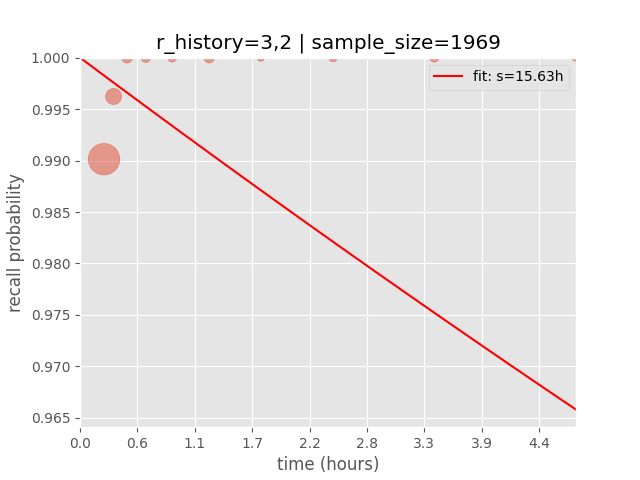 r_history=3,2 | sample_size=1969
fit: s=15.63h
recall probability
1.000
0.995
0.990
0.985
0.980
0.975
0.970
0.965
0.0 0.6 1.1 1.7 2.2 2.8 3.3 3.9 4.4
time (hours)